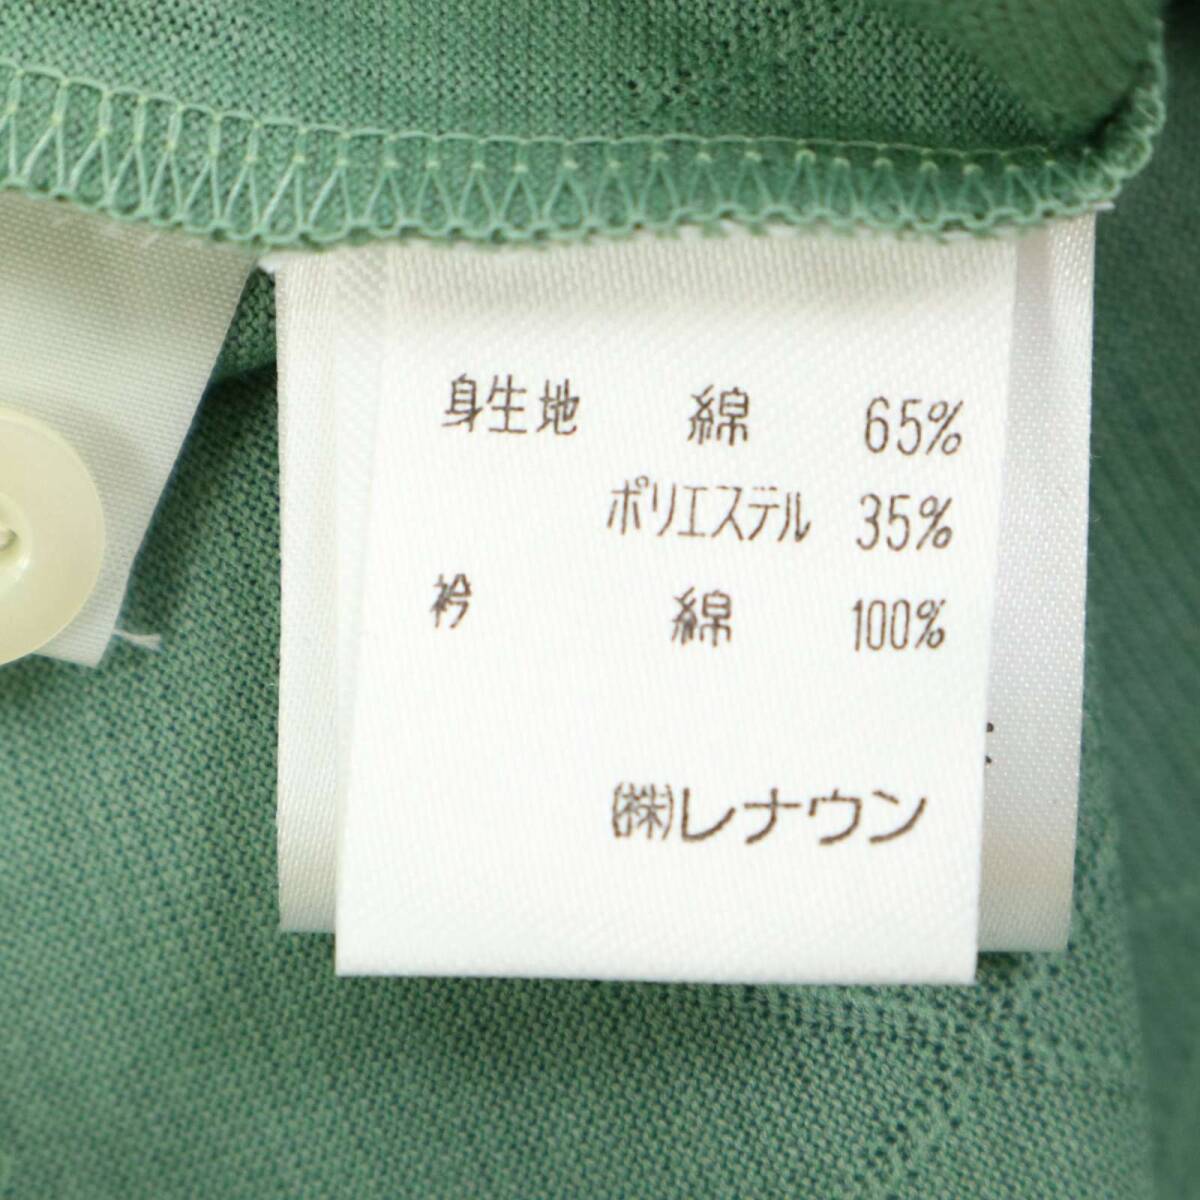 身生地 綿 65%
ポリエステル 35%
衿 綿 100%
㈱レナウン